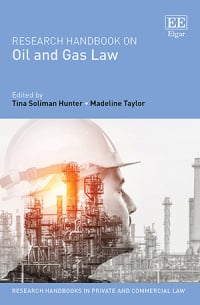 EE
Elgar
RESEARCH HANDBOOK ON
Oil and Gas Law
Edited by
Tina Soliman Hunter • Madeline Taylor
RESEARCH HANDBOOKS IN PRIVATE AND COMMERCIAL LAW